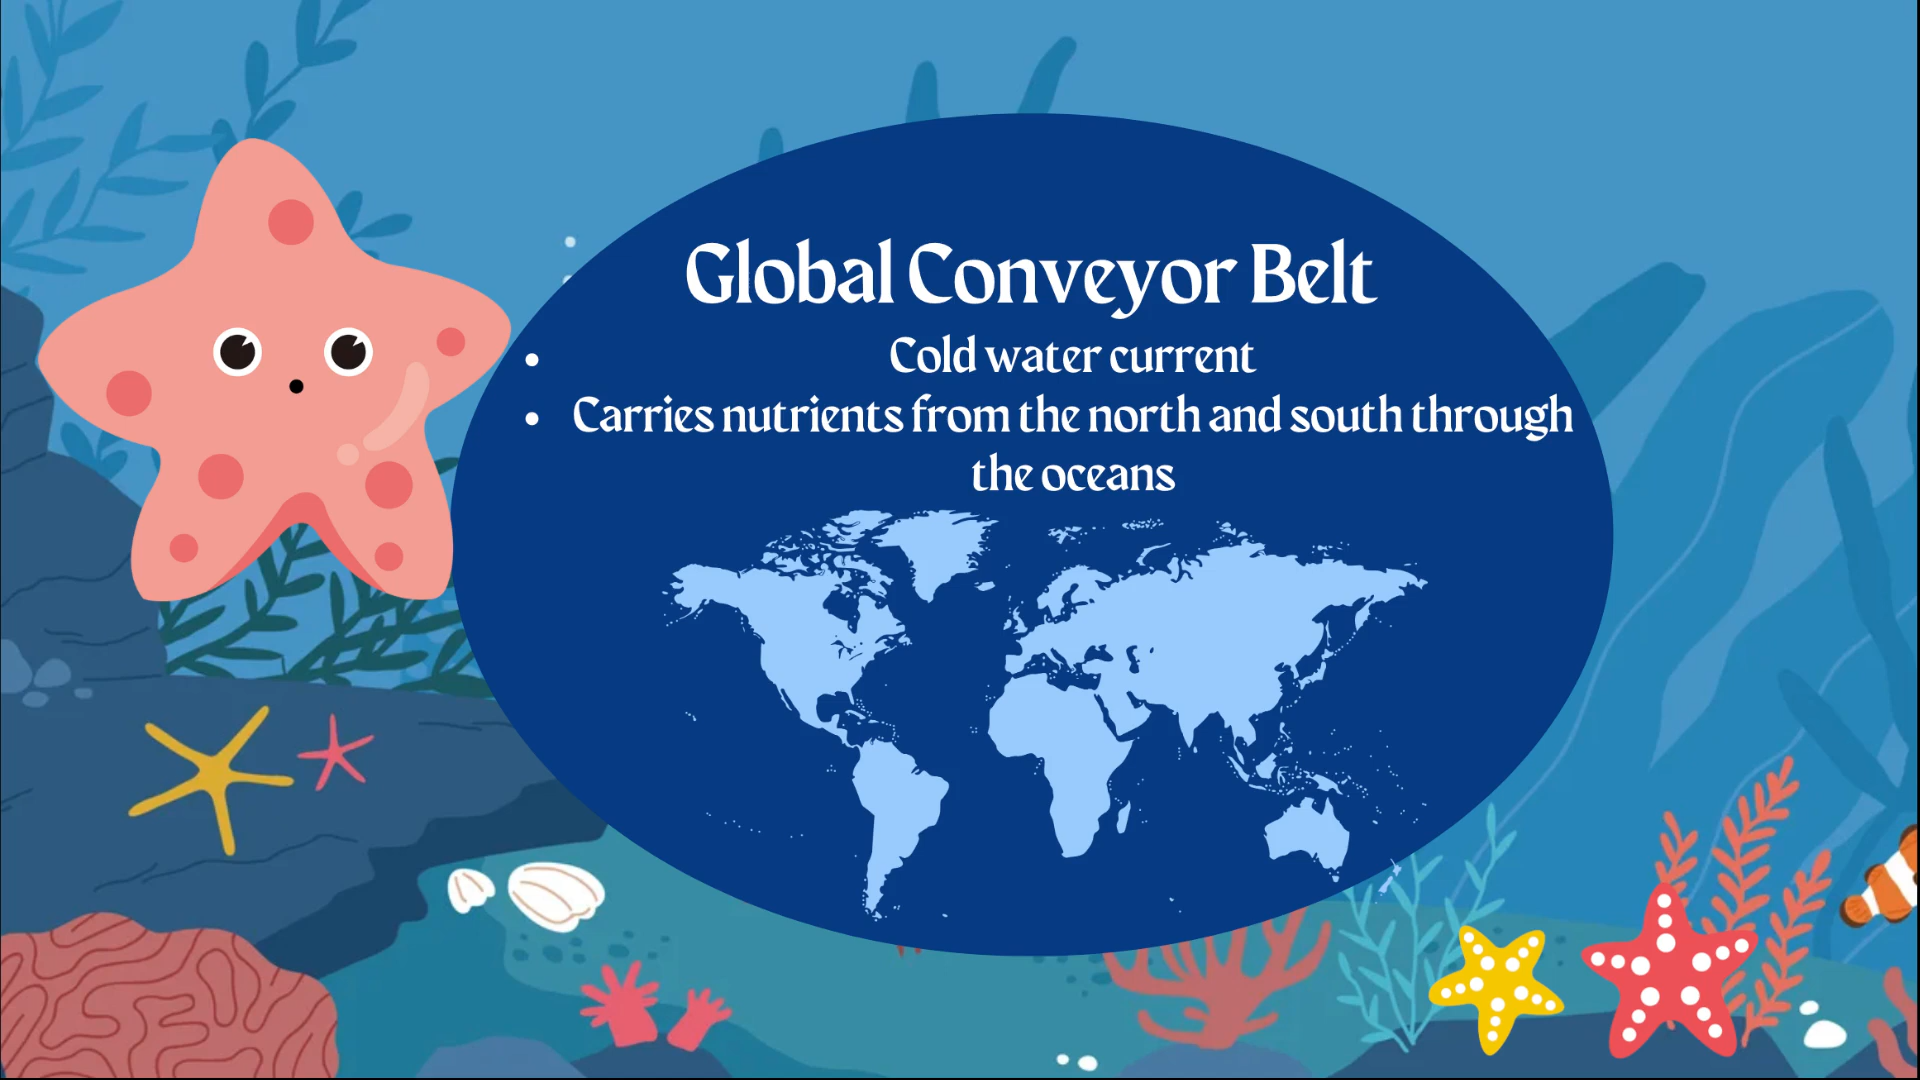 Global Conveyor Belt
• Cold water current
• Carries nutrients from the north and south through
the oceans